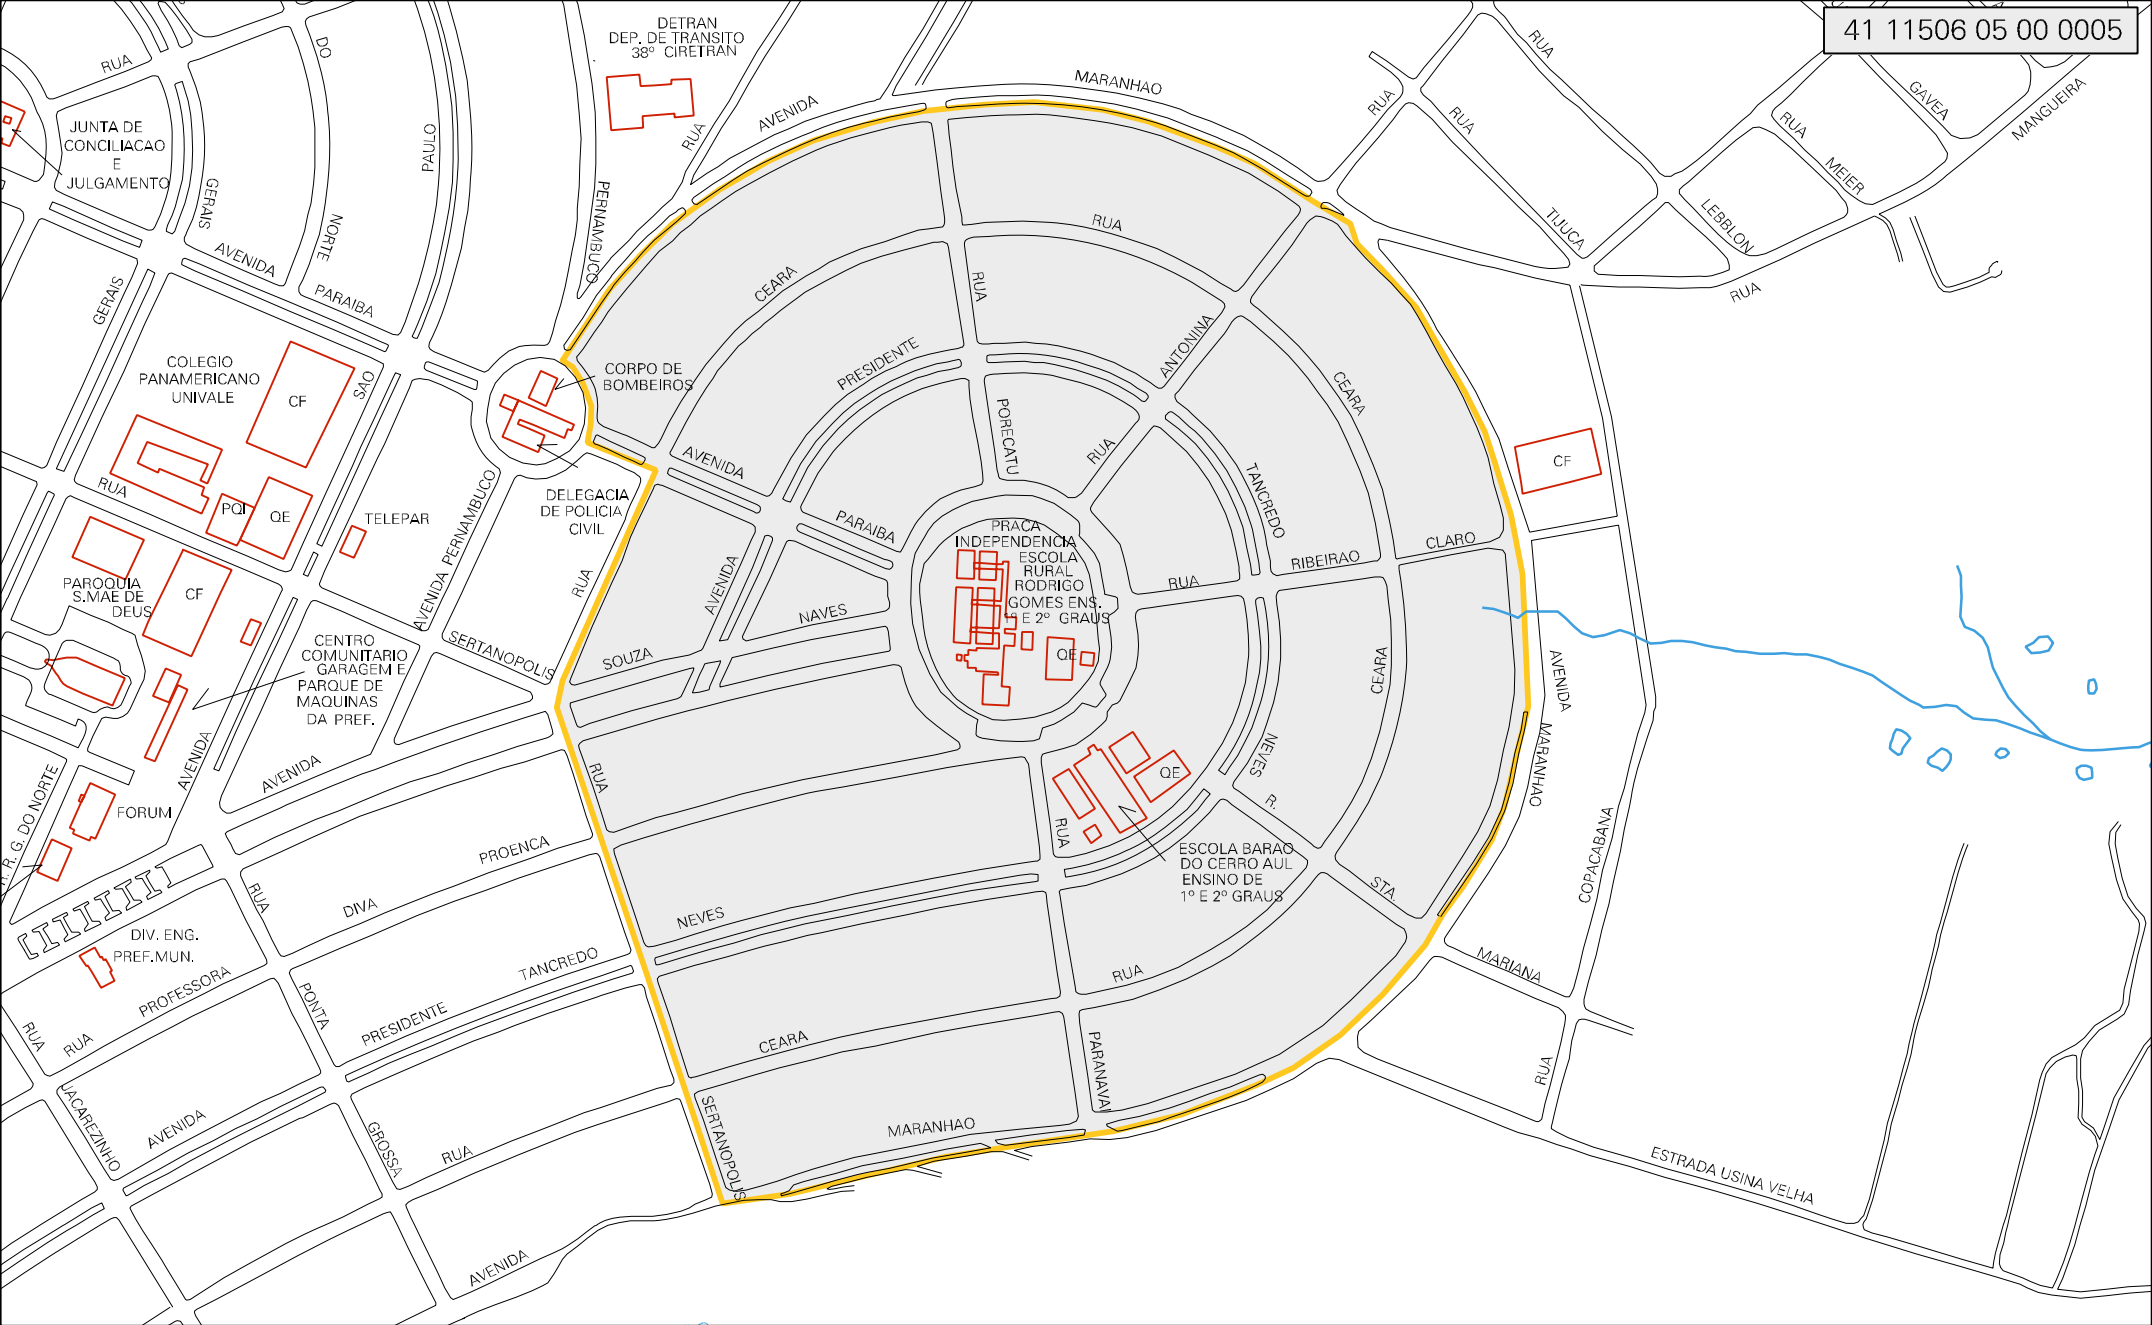 41 11506 05 00 0005
DETRAN
DEP. DE TRANSITO
38º CIRETRAN
RUA
DO
MARANHAO
AVENIDA
RUA
RUA
RUA
RUA
GAVEA
MANGUEIRA
RUA
MEIER
JUNTA DE
CONCILIACAO
E
JULGAMENTO
PAULO
GERAIS
NORTE
PERNAMBUCO
AVENIDA
PARAIBA
GERAIS
TIJUCA
LEBBLON
RUA
RUA
CEARA
RUA
PRESIDENTE
ANTONINA
CEARA
COLEGIO
PANAMERICANO
UNIVALE
CF
SAO
CORPO DE
BOMBEIROS
PORECATU
RUA
AVENIDA
TANCREDO
CF
RUA
PQI
QE
TELEPAR
DELEGACIA
DE POLICIA
CIVIL
AVENIDA PERNAMBUCO
PARAIBA
PRACA
INDEPENDENCIA
ESCOLA
RURAL
RODRIGO
GOMES ENS.
1º E 2º GRAUS
QE
RIBEIRAO
CLARO
RUA
RUA
AVENIDA
NAVES
SOUZA
PAROQUIA
S.MAE DE
DEUS
CF
CENTRO
COMUNITARIO
GARAGEM E
PARQUE DE
MAQUINAS
DA PREF.
SERTANOPOLIS
CEARA
AVENIDA
MARANHAO
AVENIDA
AVENIDA
RUA
NEVES
QE
R.
RUA
R. R. G. DO NORTE
FORUM
PROENCA
DIVA
RUA
ESCOLA BARAO
DO CERRO AUL
ENSINO DE
1º E 2º GRAUS
STA.
COPACABANA
NEVES
DIV. ENG.
PREF.MUN.
TANCREDO
PROFESSORA
RUA
MARIANA
PONTA
PRESIDENTE
RUA
RUA
CEARA
PARANAVAI
RUA
JACAREZINHO
AVENIDA
GROSSA
RUA
SERTANOPOLIS
MARANHAO
ESTRADA USINA VELHA
AVENIDA